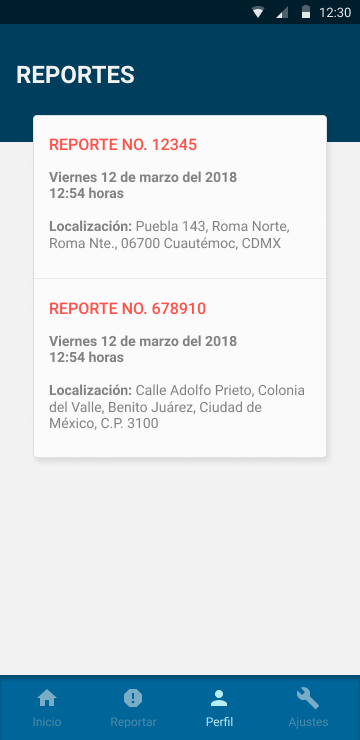 12:30
REPORTES
REPORTE NO. 12345
Viernes 12 de marzo del 2018
12:54 horas
Localización: Puebla 143, Roma Norte,
Roma Nte., 06700 Cuautémoc, CDMX
REPORTE NO. 678910
Viernes 12 de marzo del 2018
12:54 horas
Localización: Calle Adolfo Prieto, Colonia
del Valle, Benito Juárez, Ciudad de
México, C.P. 3100
Inicio Reportar Perfil Ajustes